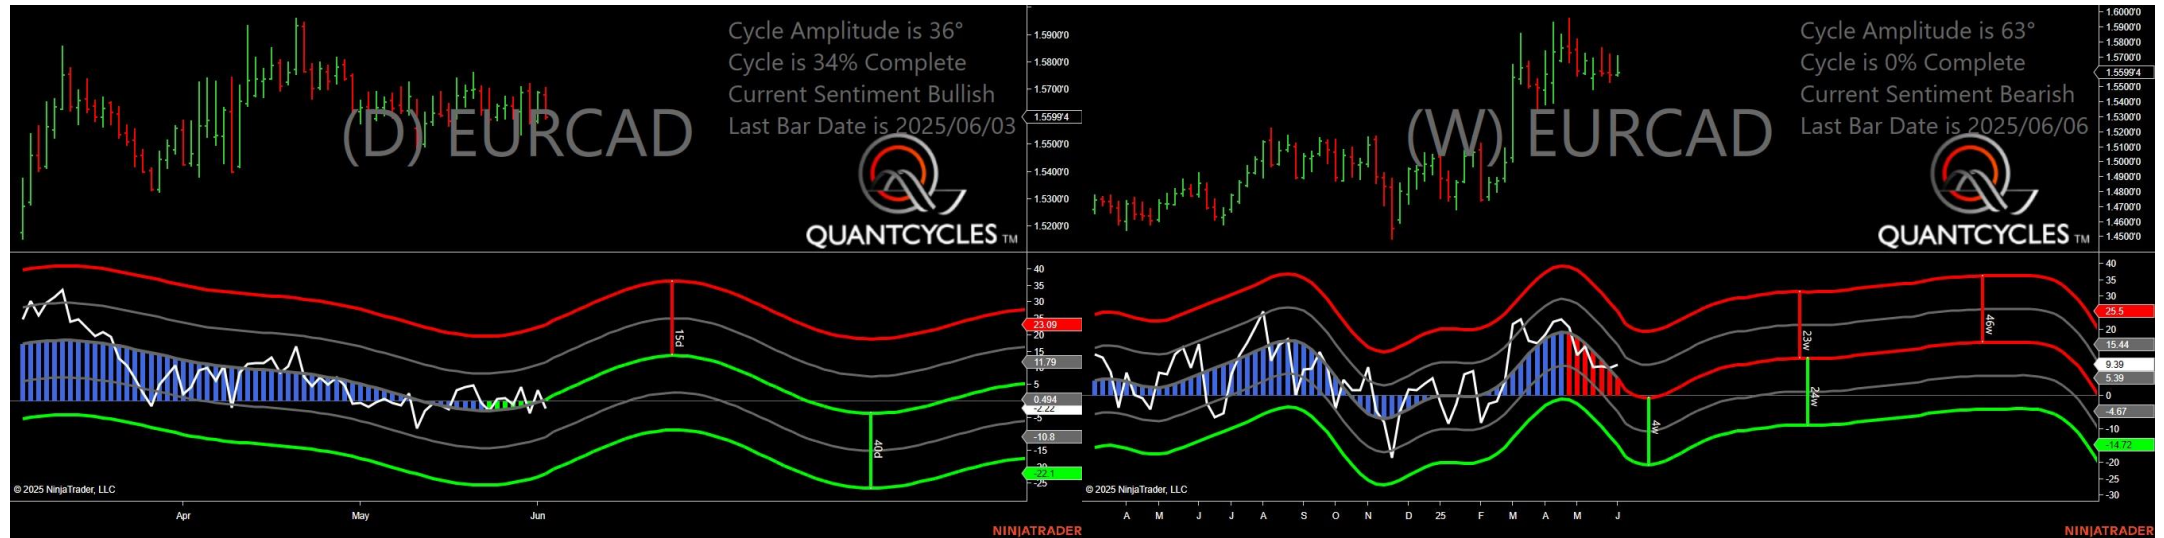 Cycle Amplitude is 36°
Cycle is 34% Complete
Current Sentiment Bullish
Last Bar Date is 2025/06/03
(D) EURCAD
QUANTCYCLES TM
1.5900'0
1.5800'0
1.5700'0
1.5599'4
1.5500'0
1.5400'0
1.5300'0
1.5200'0
40
35
30
25
23.09
20
15
11.79
5
0.494
-2.22
-5
-10.8
-15
-22.1
-25
15d
40d
© 2025 NinjaTrader, LLC
Apr May Jun
NINJATRADER
Cycle Amplitude is 63°
Cycle is 0% Complete
Current Sentiment Bearish
Last Bar Date is 2025/06/06
(W) EURCAD
QUANTCYCLES TM
1.6000'0
1.5900'0
1.5800'0
1.5700'0
1.5599'4
1.5500'0
1.5400'0
1.5300'0
1.5200'0
1.5100'0
1.5000'0
1.4900'0
1.4800'0
1.4700'0
1.4600'0
1.4500'0
40
35
30
25.5
20
15.44
9.39
5.39
0
-4.67
-10
-14.72
-20
-25
-30
23w
46w
24w
4w
© 2025 NinjaTrader, LLC
A M J J A S O N D 25 F M A M J
NINJATRADER